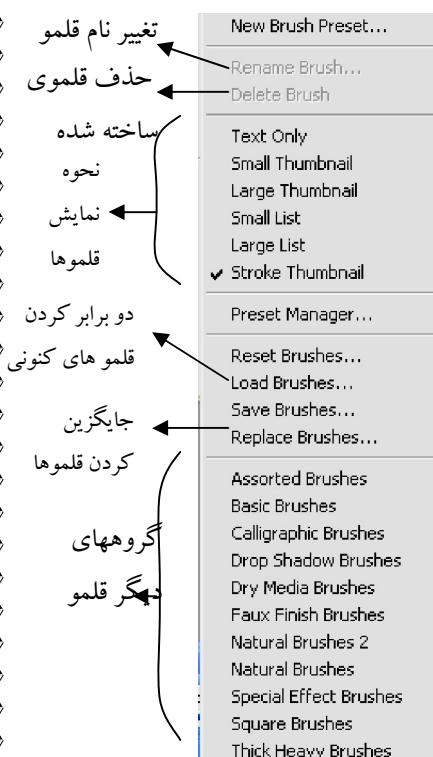 تغییر نام قلمو
حذف قلموی
ساخته شده
نحوه
نمایش
قلموها
دو برابر کردن
قلمو های کنونی
جایگزین
کردن قلموها
گروههای
دیگر قلمو
New Brush Preset...
Rename Brush...
Delete Brush
Text Only
Small Thumbnail
Large Thumbnail
Small List
Large List
Stroke Thumbnail
Preset Manager...
Reset Brushes...
Load Brushes...
Save Brushes...
Replace Brushes...
Assorted Brushes
Basic Brushes
Calligraphic Brushes
Drop Shadow Brushes
Dry Media Brushes
Faux Finish Brushes
Natural Brushes 2
Natural Brushes
Special Effect Brushes
Square Brushes
Thick Heavy Brushes